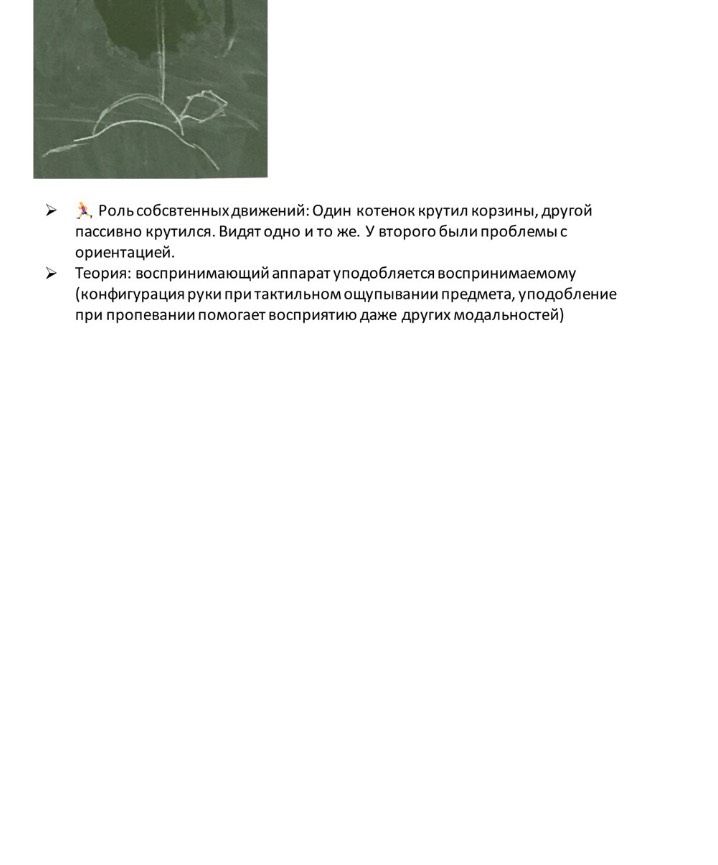 ➢ 🏃‍♀️ Роль собсвтенных движений: Один котенок крутил корзины, другой
пассивно крутился. Видят одно и то же. У второго были проблемы с
ориентацией.
➢ Теория: воспринимающий аппарат уподобляется воспринимаемому
(конфигурация руки при тактильном ощупывании предмета, уподобление
при пропевании помогает восприятию даже других модальностей)